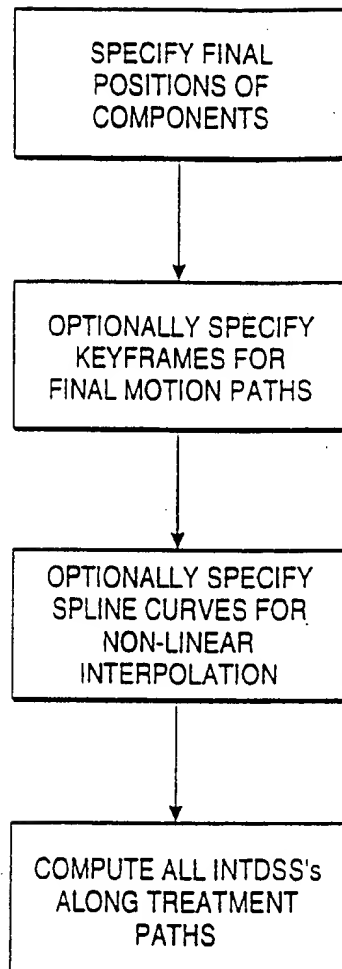 SPECIFY FINAL
POSITIONS OF
COMPONENTS
OPTIONALLY SPECIFY
KEYFRAMES FOR
FINAL MOTION PATHS
OPTIONALLY SPECIFY
SPLINE CURVES FOR
NON-LINEAR
INTERPOLATION
COMPUTE ALL INTDSS's
ALONG TREATMENT
PATHS